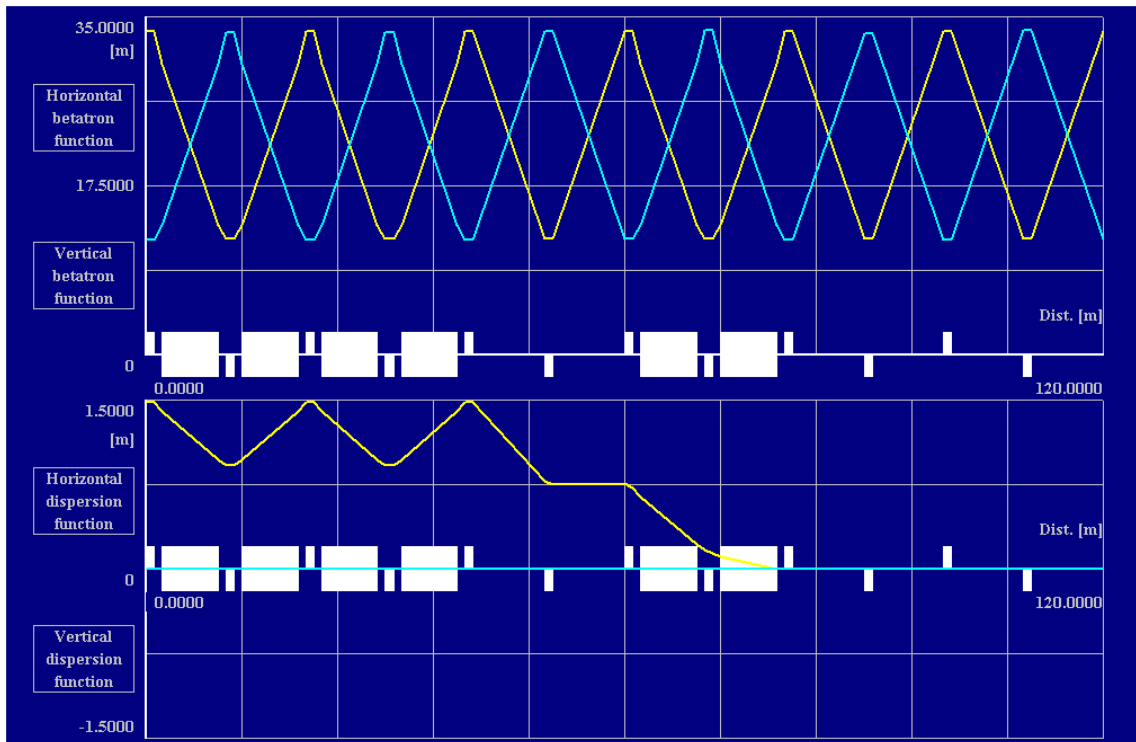 35.0000
[m]
Horizontal
betatron
function
17.5000
Vertical
betatron
function
Dist. [m]
0
0.0000
120.0000
1.5000
[m]
Horizontal
dispersion
function
Dist. [m]
0
0.0000
120.0000
Vertical
dispersion
function
-1.5000